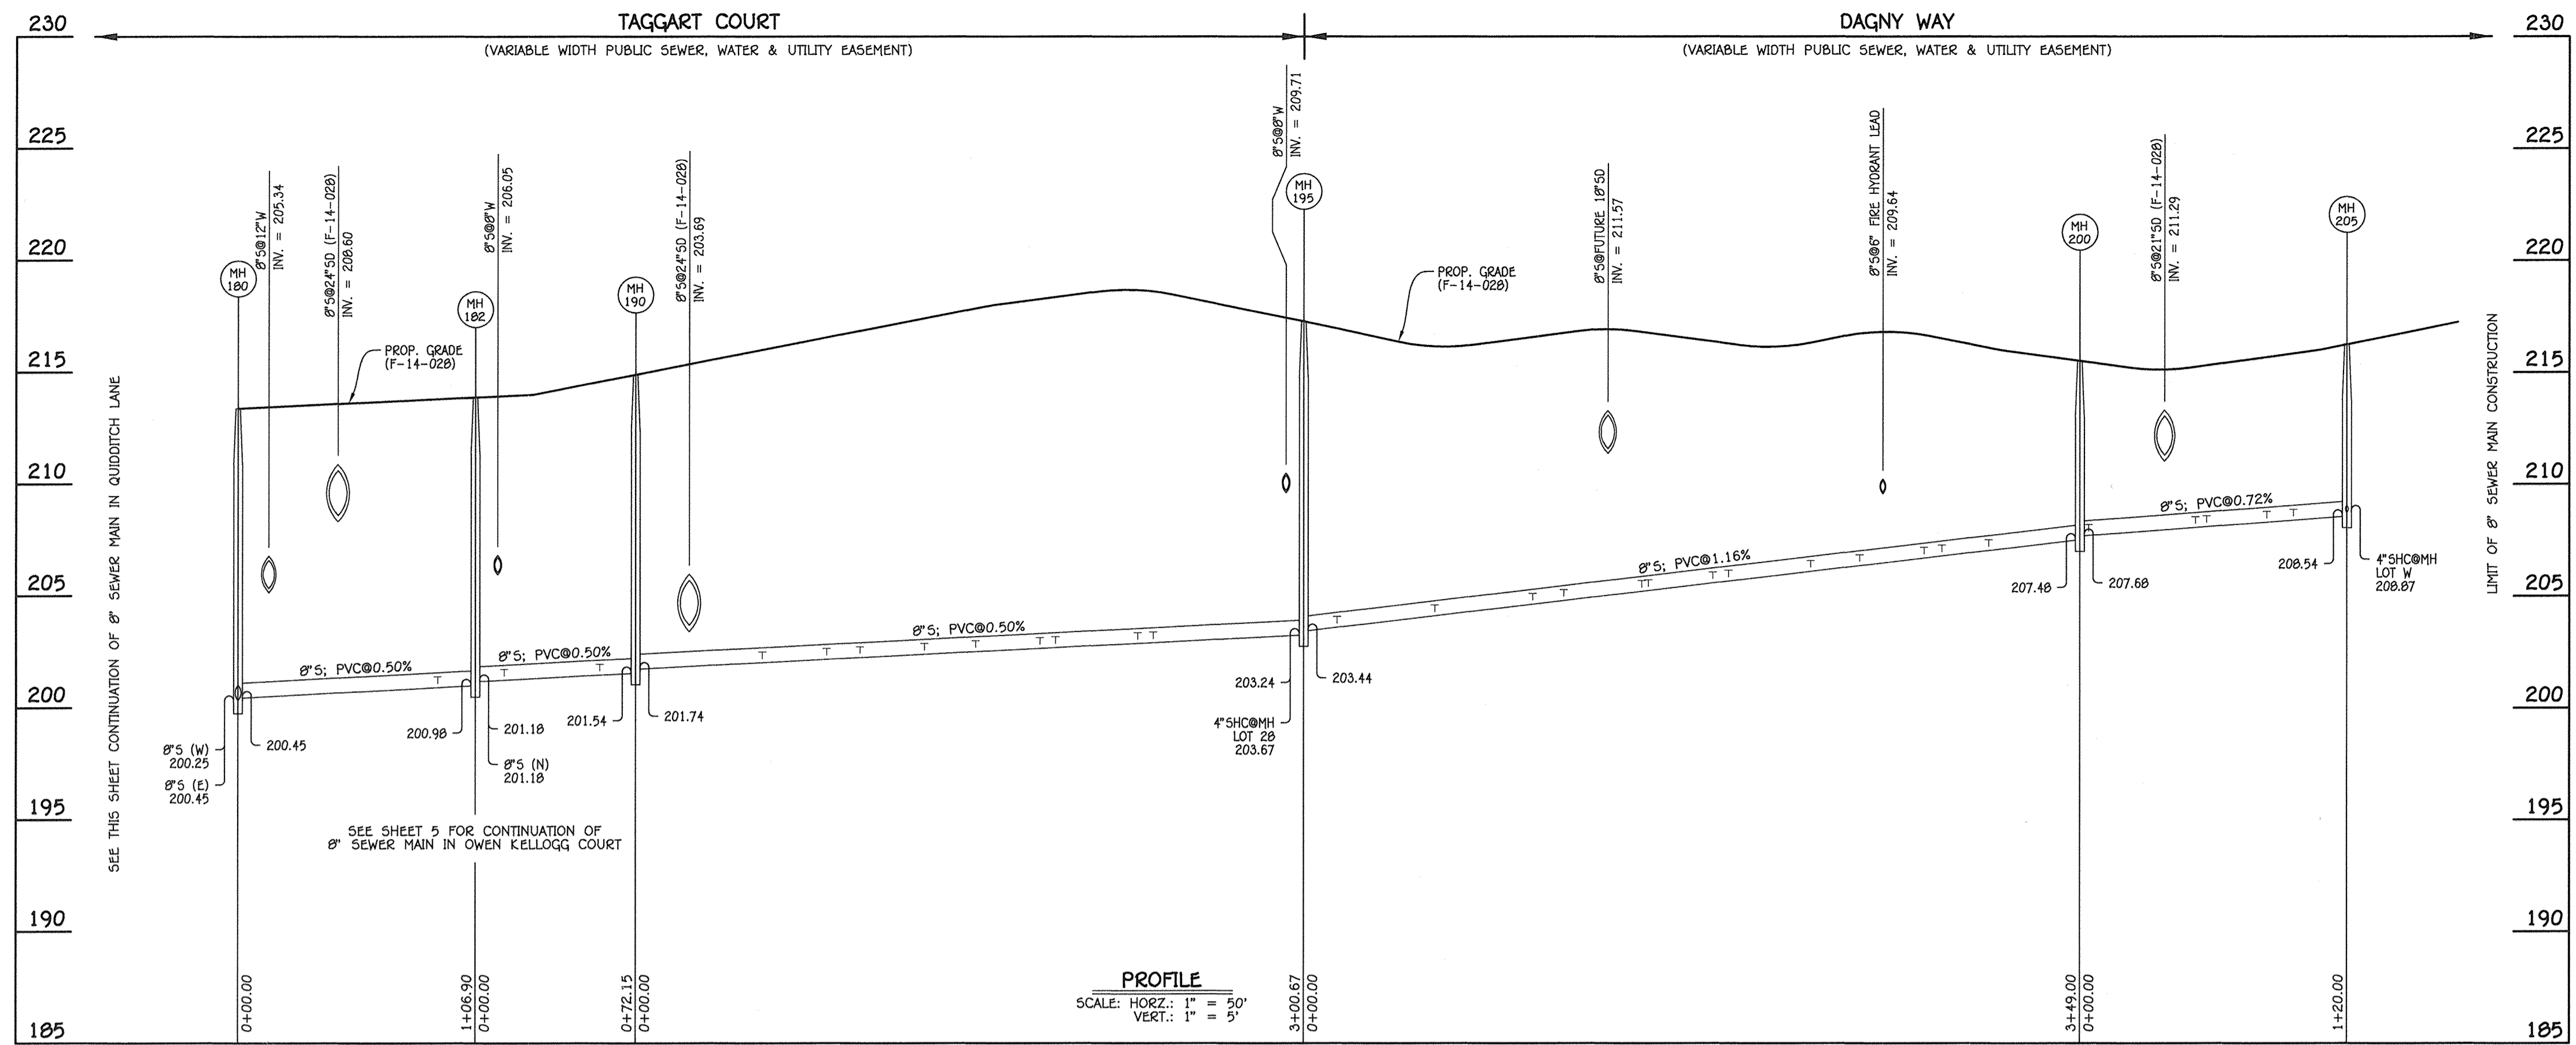 TAGGART COURT
(VARIABLE WIDTH PUBLIC SEWER, WATER & UTILITY EASEMENT)
DAGNY WAY
(VARIABLE WIDTH PUBLIC SEWER, WATER & UTILITY EASEMENT)
230
225
220
215
210
205
200
195
190
185
SEE THIS SHEET CONTINUATION OF 8" SEWER MAIN IN QUIDDITCH LANE
MH
180
8"S@12"W
INV. = 205.34
8"S@24"SD (F-14-028)
INV. = 208.60
PROP. GRADE
(F-14-028)
MH
182
8"S@8"W
INV. = 206.05
MH
190
8"S@24"SD (F-14-028)
INV. = 203.69
8"S@8"W
INV. = 209.71
MH
195
PROP. GRADE
(F-14-028)
8"S@FUTURE 18"SD
INV. = 211.57
8"S@6" FIRE HYDRANT LEAD
INV. = 209.64
MH
200
8"S@21"SD (F-14-028)
INV. = 211.29
MH
205
8"S; PVC@0.50%
8"S; PVC@0.50%
8"S; PVC@0.50%
8"S; PVC@1.16%
8"S; PVC@0.72%
8"S (W)
200.25
8"S (E)
200.45
200.45
200.98
201.18
8"S (N)
201.18
201.54
201.74
203.24
4"SHC@MH
LOT 28
203.67
203.44
207.48
207.68
208.54
4"SHC@MH
LOT W
208.87
SEE SHEET 5 FOR CONTINUATION OF
8" SEWER MAIN IN OWEN KELLOGG COURT
0+00.00
1+06.90
0+00.00
0+72.15
0+00.00
PROFILE
SCALE: HORZ.: 1" = 50'
VERT.: 1" = 5'
3+00.67
0+00.00
3+49.00
0+00.00
1+20.00
LIMIT OF 8" SEWER MAIN CONSTRUCTION
230
225
220
215
210
205
200
195
190
185